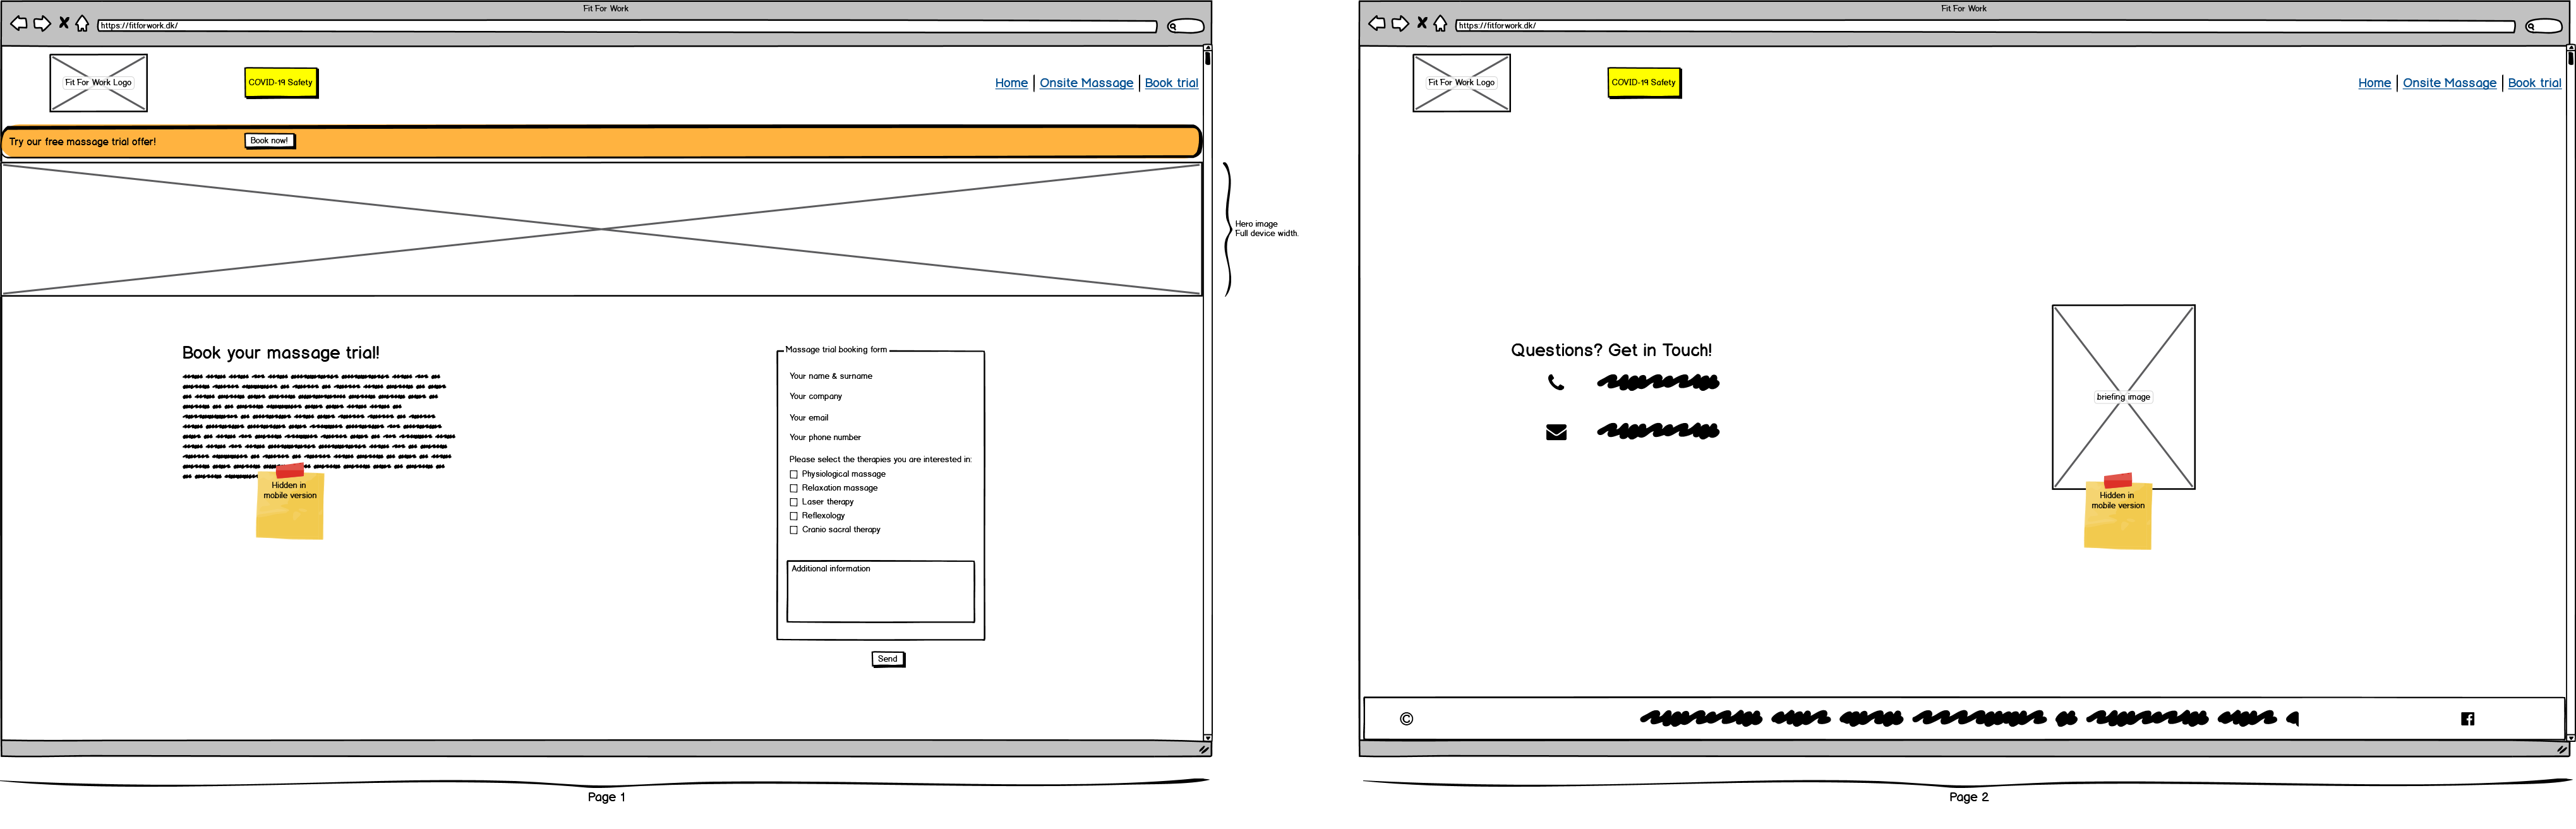 Fit For Work
https://fitforwork.dk/
Fit For Work Logo
COVID-19 Safety
Home
Onsite Massage
Book trial
Try our free massage trial offer!
Book now!
Hero image
Full device width.
Book your massage trial!
Hidden in
mobile version
Massage trial booking form
Your name & surname
Your company
Your email
Your phone number
Please select the therapies you are interested in:
Physiological massage
Relaxation massage
Laser therapy
Reflexology
Cranio sacral therapy
Additional information
Send
Page 1
Fit For Work
https://fitforwork.dk/
Fit For Work Logo
COVID-19 Safety
Home
Onsite Massage
Book trial
Questions? Get in Touch!
briefing image
Hidden in
mobile version
©
Page 2